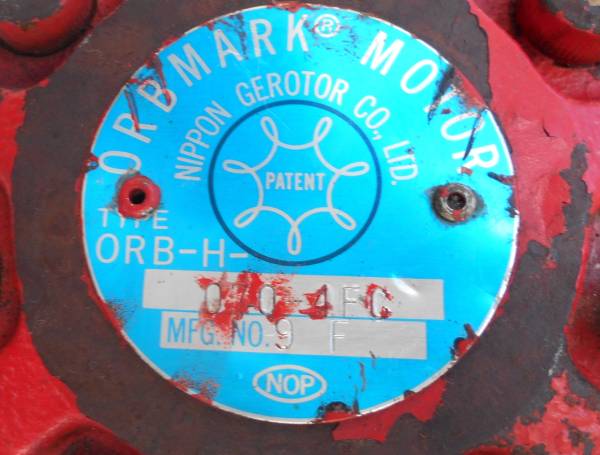 ORBMARK® MOTOR
NIPPON GEROTOR CO., LTD.
PATENT
TYPE
ORB-H-
MFG. NO. 9 F
NOP